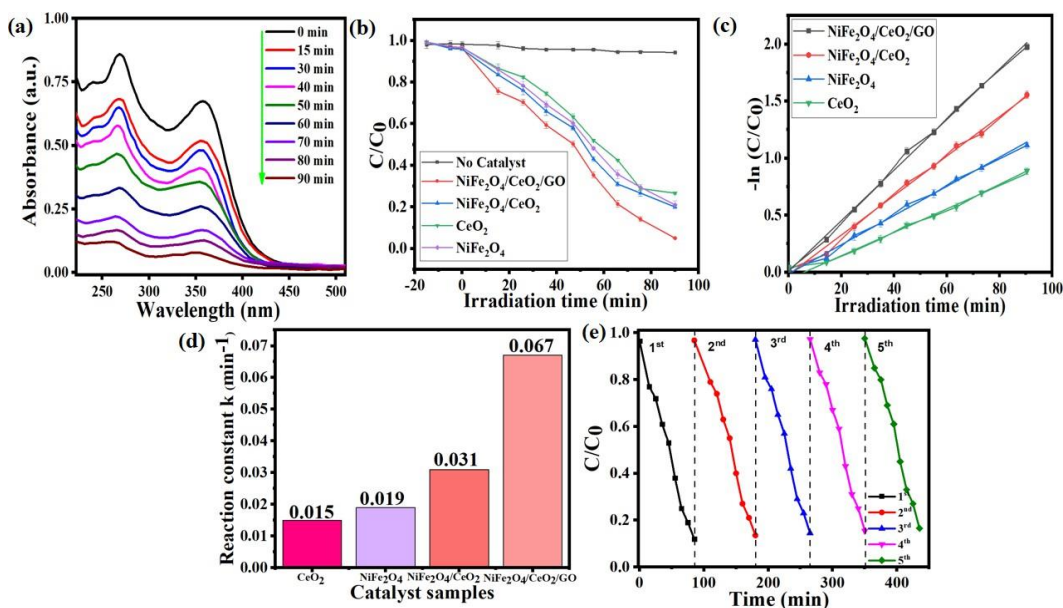 (a)
0 min
15 min
30 min
40 min
50 min
60 min
70 min
80 min
90 min
Absorbance (a.u.)
1.00
0.75
0.50
0.25
0.00
250 300 350 400 450 500
Wavelength (nm)
(b)
C/C0
1.0
0.8
0.6
0.4
0.2
0.0
No Catalyst
NiFe₂O₄/CeO₂/GO
NiFe₂O₄/CeO₂
CeO₂
NiFe₂O₄
-20 0 20 40 60 80 100
Irradiation time (min)
(c)
-ln (C/C0)
2.0
1.5
1.0
0.5
0.0
NiFe₂O₄/CeO₂/GO
NiFe₂O₄/CeO₂
NiFe₂O₄
CeO₂
0 20 40 60 80 100
Irradiation time (min)
(d)
Reaction constant k (min⁻¹)
0.07
0.06
0.05
0.04
0.03
0.02
0.01
0.00
0.015
0.019
0.031
0.067
CeO₂ NiFe₂O₄ NiFe₂O₄/CeO₂ NiFe₂O₄/CeO₂/GO
Catalyst samples
(e)
C/C0
1.0
0.8
0.6
0.4
0.2
0.0
1ˢᵗ 2ⁿᵈ 3ʳᵈ 4ᵗʰ 5ᵗʰ
1ˢᵗ
2ⁿᵈ
3ʳᵈ
4ᵗʰ
5ᵗʰ
0 100 200 300 400
Time (min)